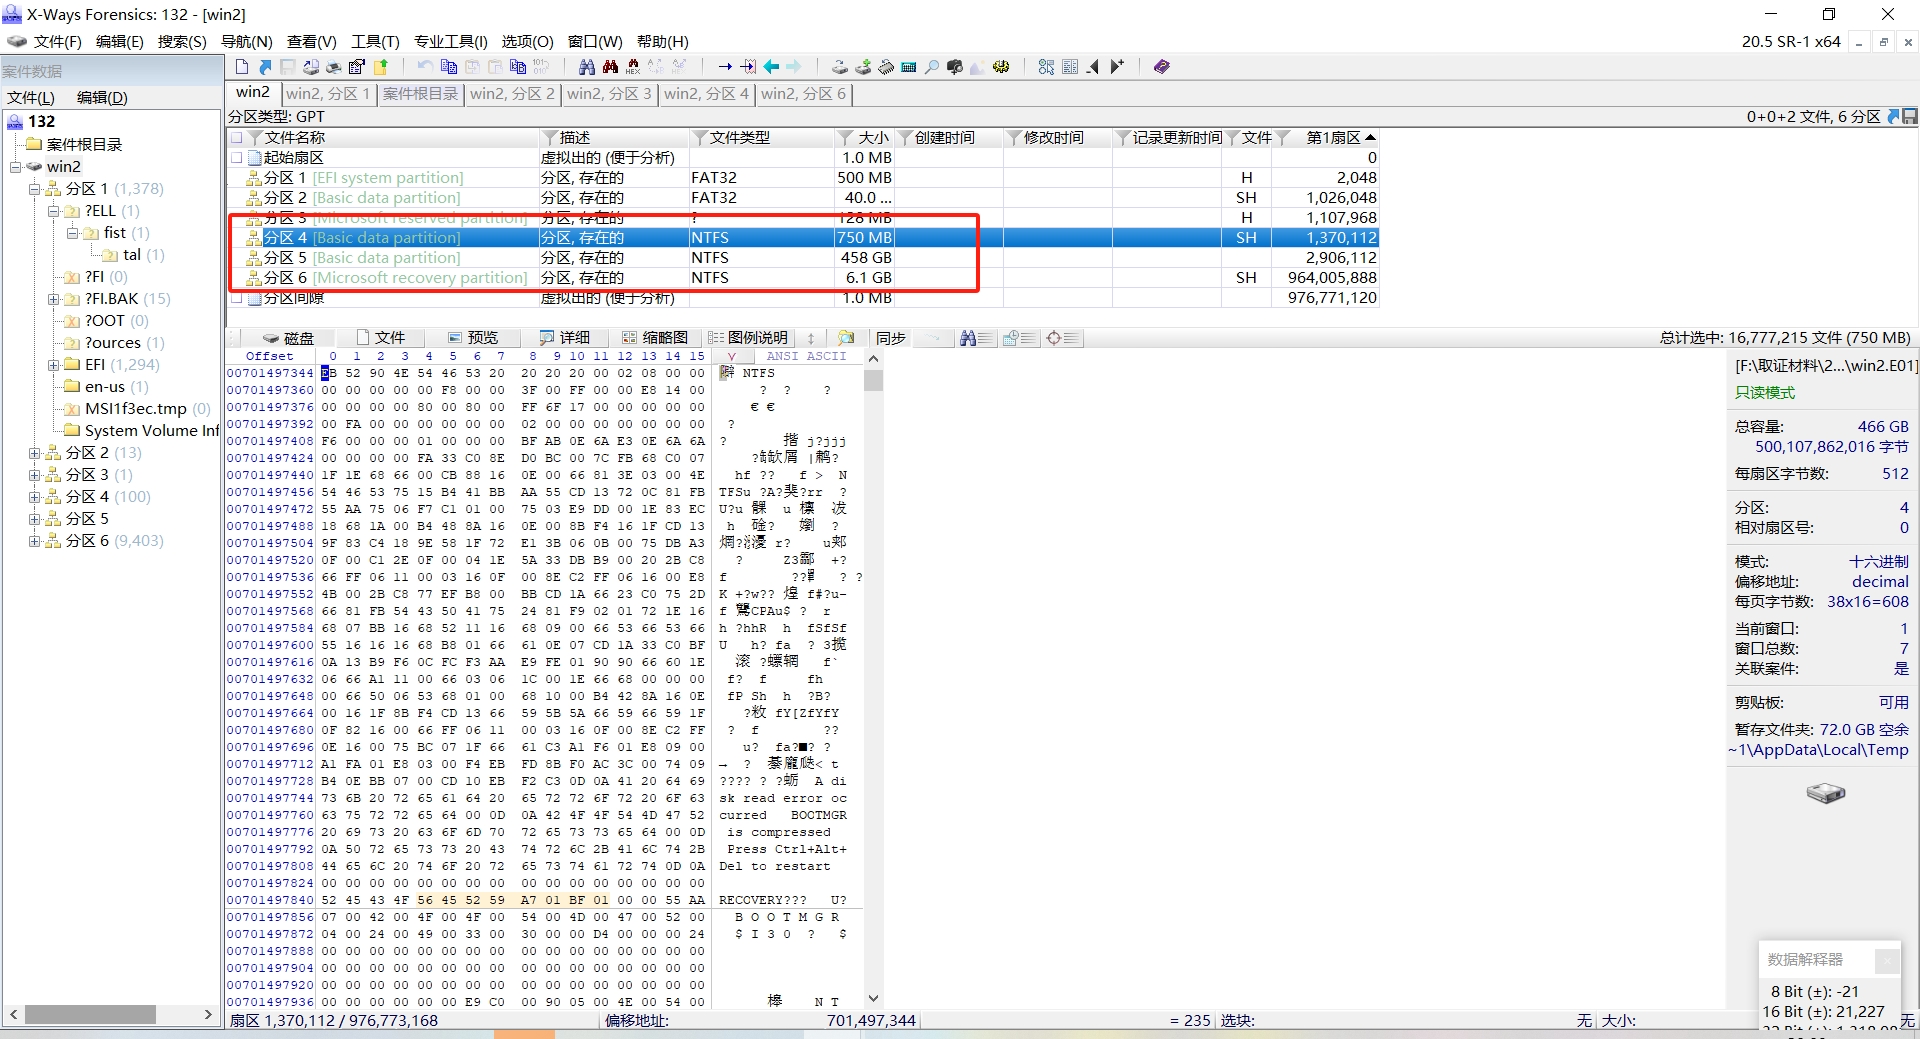 X-Ways Forensics: 132 - [win2]
文件(F) 编辑(E) 搜索(S) 导航(N) 查看(V) 工具(T) 专业工具(I) 选项(O) 窗口(W) 帮助(H)
20.5 SR-1 x64
案件数据
文件(L) 编辑(D)
132
案件根目录
win2
分区 1 (1,378)
?ELL (1)
fist (1)
tal (1)
?FI (0)
?FI.BAK (15)
?OOT (0)
?ources (1)
EFI (1,294)
en-us (1)
MSI1f3ec.tmp (0)
System Volume Inf
分区 2 (13)
分区 3 (1)
分区 4 (100)
分区 5
分区 6 (9,403)
win2 win2, 分区 1 案件根目录 win2, 分区 2 win2, 分区 3 win2, 分区 4 win2, 分区 6
分区类型: GPT
0+0+2 文件, 6 分区
文件名称 描述 文件类型 大小 创建时间 修改时间 记录更新时间 文件 第1扇区
起始扇区 虚拟出的 (便于分析) 1.0 MB 0
分区 1 [EFI system partition] 分区, 存在的 FAT32 500 MB H 2,048
分区 2 [Basic data partition] 分区, 存在的 FAT32 40.0 ... SH 1,026,048
分区 3 [Microsoft reserved partition] 分区, 存在的 ? 128 MB H 1,107,968
分区 4 [Basic data partition] 分区, 存在的 NTFS 750 MB SH 1,370,112
分区 5 [Basic data partition] 分区, 存在的 NTFS 458 GB 2,906,112
分区 6 [Microsoft recovery partition] 分区, 存在的 NTFS 6.1 GB SH 964,005,888
分区间隙 虚拟出的 (便于分析) 1.0 MB 976,771,120
磁盘 文件 预览 详细 缩略图 图例说明 同步
总计选中: 16,777,215 文件 (750 MB)
Offset 0 1 2 3 4 5 6 7 8 9 10 11 12 13 14 15 ANSI ASCII
00701497344 EB 52 90 4E 54 46 53 20 20 20 20 00 02 08 00 00 NTFS
00701497360 00 00 00 00 00 F8 00 00 3F 00 FF 00 00 E8 14 00 ? ? ?
00701497376 00 00 00 00 80 00 80 00 FF 6F 17 00 00 00 00 00 € €
00701497392 00 FA 00 00 00 00 00 00 02 00 00 00 00 00 00 00 ?
00701497408 F6 00 00 00 01 00 00 00 BF AB 0E 6A E3 0E 6A 6A ? 揩 j?jjj
00701497424 00 00 00 00 FA 33 C0 8E D0 BC 00 7C FB 68 C0 07
00701497440 1F 1E 68 66 00 CB 88 16 0E 00 66 81 3E 03 00 4E hf ?? f > N
00701497456 54 46 53 75 15 B4 41 BB AA 55 CD 13 72 0C 81 FB TFSu ?A?斐?rr ?
00701497472 55 AA 75 06 F7 C1 01 00 75 03 E9 DD 00 1E 83 EC
00701497488 18 68 1A 00 B4 48 8A 16 0E 00 8B F4 16 1F CD 13
00701497504 9F 83 C4 18 9E 58 1F 72 E1 3B 06 0B 00 75 DB A3
00701497520 0F 00 C1 2E 0F 00 04 1E 5A 33 DB B9 00 20 2B C8 ? Z3酃 +?
00701497536 66 FF 06 11 00 03 16 0F 00 8E C2 FF 06 16 00 E8
00701497552 4B 00 2B C8 77 EF B8 00 BB CD 1A 66 23 C0 75 2D K +?w?? 煌 f#?u-
00701497568 66 81 FB 54 43 50 41 75 24 81 F9 02 01 72 1E 16
00701497584 68 07 BB 16 68 52 11 16 68 09 00 66 53 66 53 66 h ?hhR h fSfSf
00701497600 55 16 16 16 68 B8 01 66 61 0E 07 CD 1A 33 C0 BF U h? fa ? 3揽
00701497616 0A 13 B9 F6 0C FC F3 AA E9 FE 01 90 90 66 60 1E
00701497632 06 66 A1 11 00 66 03 06 1C 00 1E 66 68 00 00 00 f? f fh
00701497648 00 66 50 06 53 68 01 00 68 10 00 B4 42 8A 16 0E fP Sh h ?B?
00701497664 00 16 1F 8B F4 CD 13 66 59 5B 5A 66 59 66 59 1F ?敉 fY[ZfYfY
00701497680 0F 82 16 00 66 FF 06 11 00 03 16 0F 00 8E C2 FF ? f ??
00701497696 0E 16 00 75 BC 07 1F 66 61 C3 A1 F6 01 E8 09 00 u? fa?■? ?
00701497712 A1 FA 01 E8 03 00 F4 EB FD 8B F0 AC 3C 00 74 09
00701497728 B4 0E BB 07 00 CD 10 EB F2 C3 0D 0A 41 20 64 69 ???? ? ?蛎 A di
00701497744 73 6B 20 72 65 61 64 20 65 72 72 6F 72 20 6F 63 sk read error oc
00701497760 63 75 72 72 65 64 00 0D 0A 42 4F 4F 54 4D 47 52 curred BOOTMGR
00701497776 20 69 73 20 63 6F 6D 70 72 65 73 73 65 64 00 0D is compressed
00701497792 0A 50 72 65 73 73 20 43 74 72 6C 2B 41 6C 74 2B Press Ctrl+Alt+
00701497808 44 65 6C 20 74 6F 20 72 65 73 74 61 72 74 0D 0A Del to restart
00701497824 00 00 00 00 00 00 00 00 00 00 00 00 00 00 00 00
00701497840 52 45 43 4F 56 45 52 59 A7 01 BF 01 00 00 55 AA RECOVERY??? U?
00701497856 07 00 42 00 4F 00 4F 00 54 00 4D 00 47 00 52 00 B O O T M G R
00701497872 04 00 24 00 49 00 33 00 30 00 00 D4 00 00 00 24 $ I 3 0 ? $
00701497888 00 00 00 00 00 00 00 00 00 00 00 00 00 00 00 00
00701497904 00 00 00 00 00 00 00 00 00 00 00 00 00 00 00 00
00701497920 00 00 00 00 00 00 00 00 00 00 00 00 00 00 00 00
00701497936 00 00 00 00 00 00 E9 C0 00 90 05 00 4E 00 54 00 N T
[F:\取证材料\2...\win2.E01]
只读模式
总容量: 466 GB
500,107,862,016 字节
每扇区字节数: 512
分区: 4
相对扇区号: 0
模式: 十六进制
偏移地址: decimal
每页字节数: 38x16=608
当前窗口: 1
窗口总数: 7
关联案件: 是
剪贴板: 可用
暂存文件夹: 72.0 GB 空余
~1\AppData\Local\Temp
数据解释器
8 Bit (±): -21
16 Bit (±): 21,227
扇区 1,370,112 / 976,773,168 偏移地址: 701,497,344 = 235 选块: 无 大小: 无